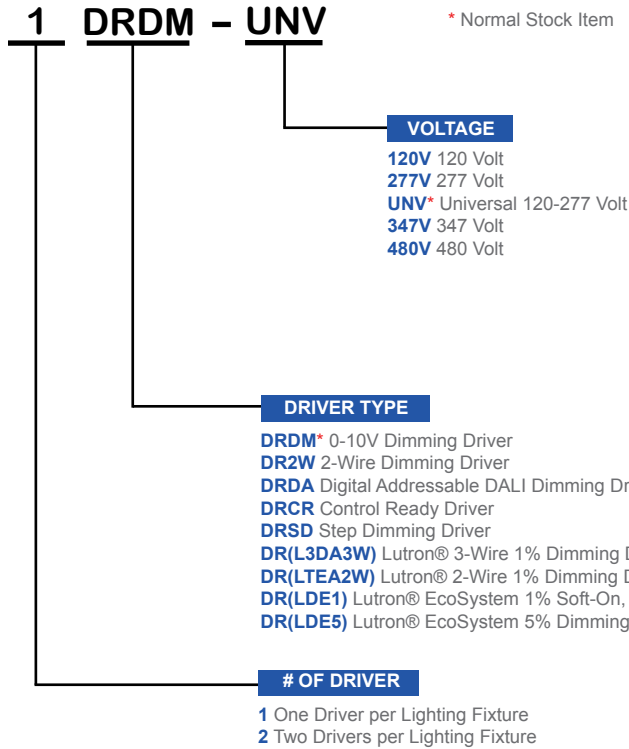 1 DRDM - UNV
* Normal Stock Item
VOLTAGE
120V 120 Volt
277V 277 Volt
UNV* Universal 120-277 Volt
347V 347 Volt
480V 480 Volt
DRIVER TYPE
DRDM* 0-10V Dimming Driver
DR2W 2-Wire Dimming Driver
DRDA Digital Addressable DALI Dimming
DRCR Control Ready Driver
DRSD Step Dimming Driver
DR(L3DA3W) Lutron® 3-Wire 1% Dimming
DR(LTEA2W) Lutron® 2-Wire 1% Dimming
DR(LDE1) Lutron® EcoSystem 1% Soft-On,
DR(LDE5) Lutron® EcoSystem 5% Dimming
# OF DRIVER
1 One Driver per Lighting Fixture
2 Two Drivers per Lighting Fixture